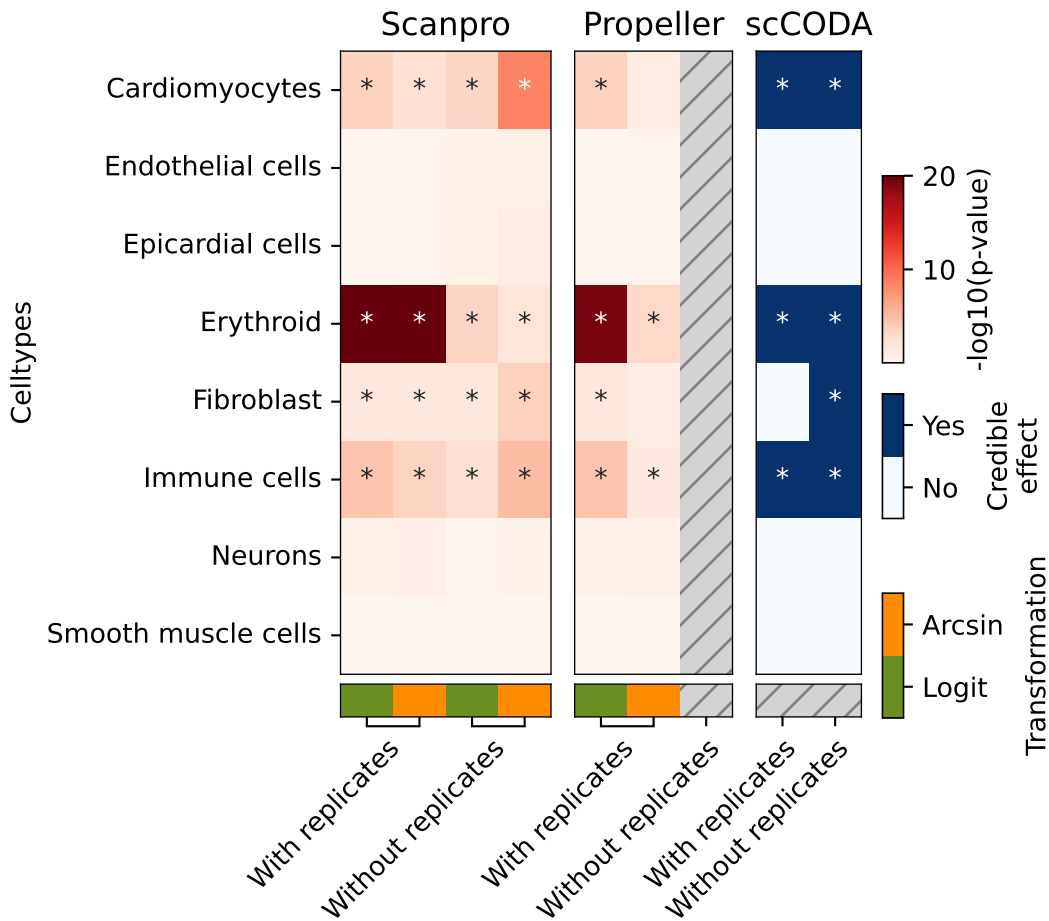 Scanpro Propeller scCODA
Celltypes
Cardiomyocytes * * * * * * *
Endothelial cells
Epicardial cells
Erythroid * * * * * * * *
Fibroblast * * * * * *
Immune cells * * * * * * * *
Neurons
Smooth muscle cells
With replicates
Without replicates
With replicates
Without replicates
With replicates
Without replicates
20
10
-log10(p-value)
Yes
No
Credible
effect
Arcsin
Logit
Transformation